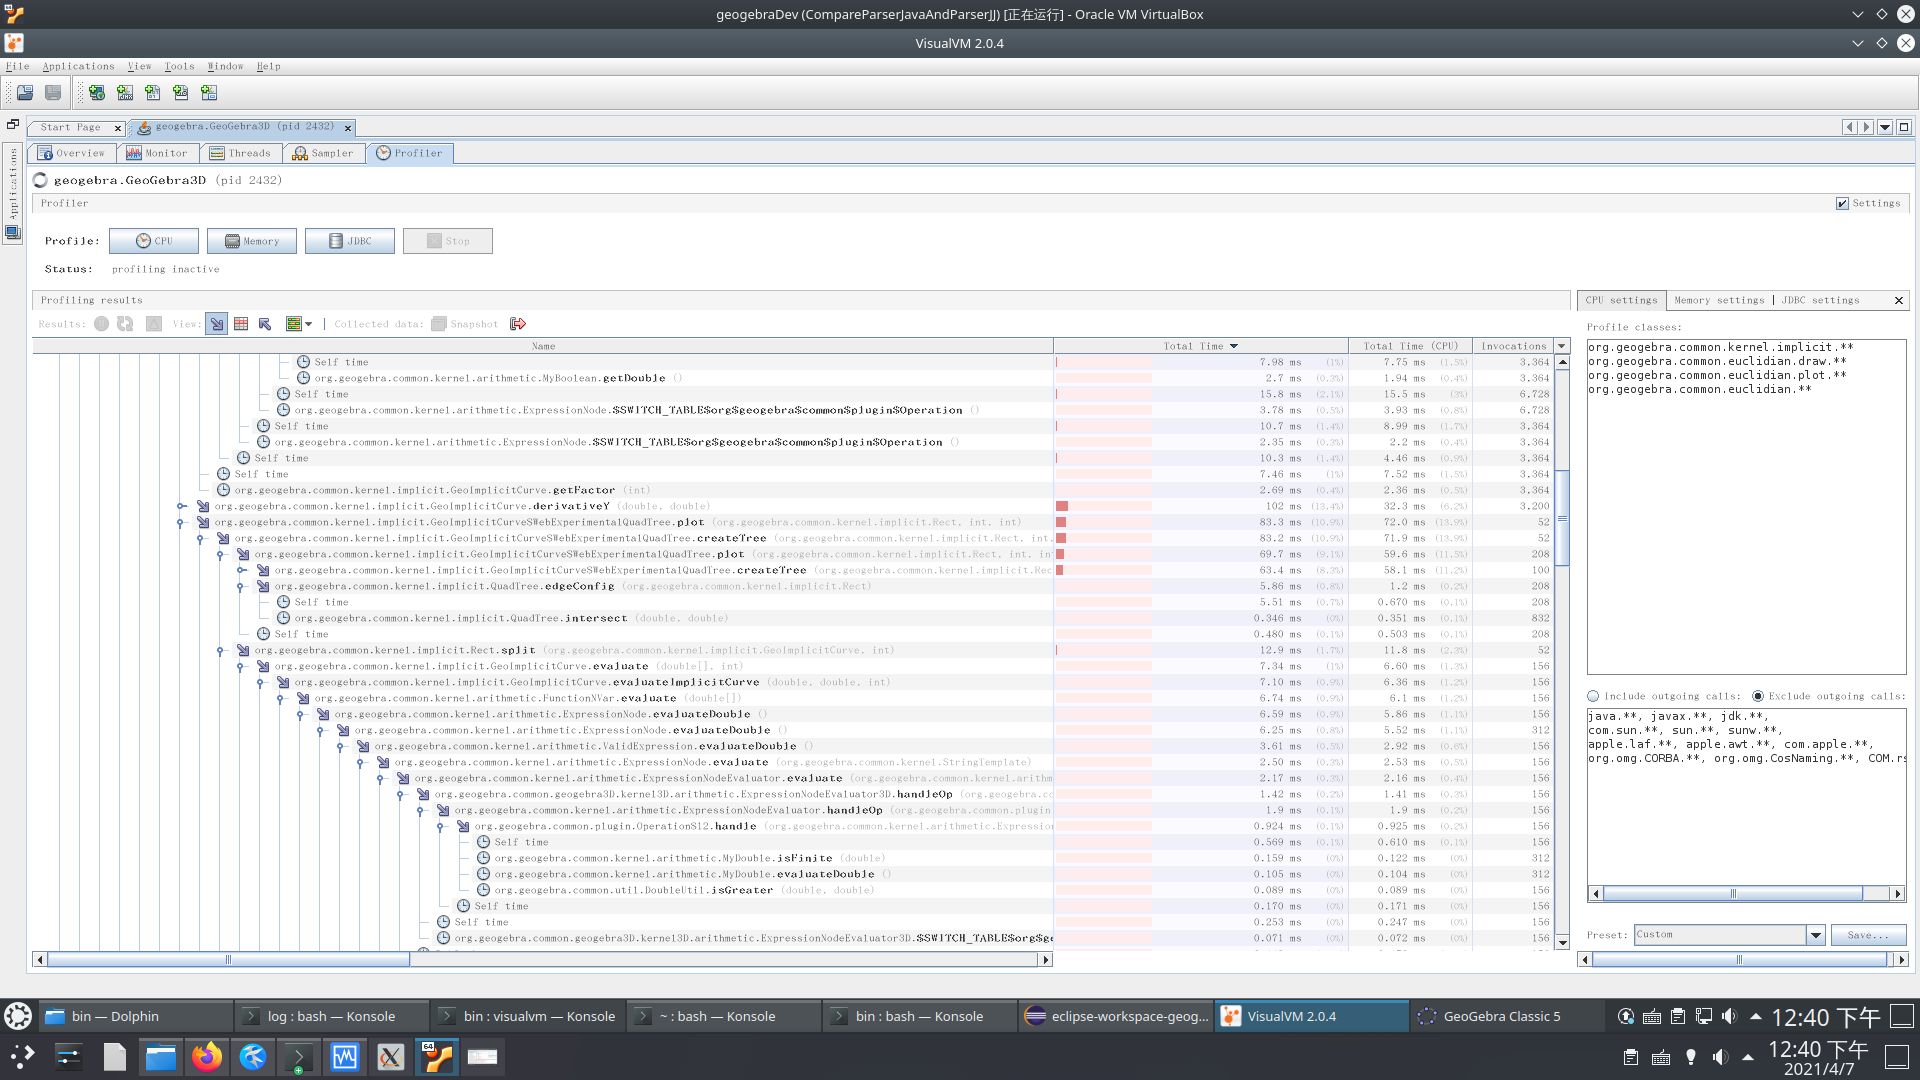 geogebraDev (CompareParserJavaAndParserJJ) [正在运行] - Oracle VM VirtualBox
VisualVM 2.0.4
File Applications View Tools Window Help
Start Page
geogebra.GeoGebra3D (pid 2432)
Applications
Overview Monitor Threads Sampler Profiler
geogebra.GeoGebra3D (pid 2432)
Profiler Settings
Profile: CPU Memory JDBC Stop
Status: profiling inactive
Profiling results
Results: View: Collected data: Snapshot
Name Total Time Total Time (CPU) Invocations
Self time 7.98 ms (1%) 7.75 ms (1.5%) 3,364
org.geogebra.common.kernel.arithmetic.MyBoolean.getDouble () 2.7 ms (0.3%) 1.94 ms (0.4%) 3,364
Self time 15.8 ms (2.1%) 15.5 ms (3%) 6,728
org.geogebra.common.kernel.arithmetic.ExpressionNode.$SWITCH_TABLE$org$geogebra$common$plugin$Operation () 3.78 ms (0.5%) 3.93 ms (0.8%) 6,728
Self time 10.7 ms (1.4%) 8.99 ms (1.7%) 3,364
org.geogebra.common.kernel.arithmetic.ExpressionNode.$SWITCH_TABLE$org$geogebra$common$plugin$Operation () 2.35 ms (0.3%) 2.2 ms (0.4%) 3,364
Self time 10.3 ms (1.4%) 4.46 ms (0.9%) 3,364
Self time 7.46 ms (1%) 7.52 ms (1.5%) 3,364
org.geogebra.common.kernel.implicit.GeoImplicitCurve.getFactor (int) 2.69 ms (0.4%) 2.36 ms (0.5%) 3,364
org.geogebra.common.kernel.implicit.GeoImplicitCurve.derivativeY (double, double) 102 ms (13.4%) 32.3 ms (6.2%) 3,200
org.geogebra.common.kernel.implicit.GeoImplicitCurve$WebExperimentalQuadTree.plot (org.geogebra.common.kernel.implicit.Rect, int, int) 83.3 ms (10.9%) 72.0 ms (13.9%) 52
org.geogebra.common.kernel.implicit.GeoImplicitCurve$WebExperimentalQuadTree.createTree (org.geogebra.common.kernel.implicit.Rect, int, 83.2 ms (10.9%) 71.9 ms (13.9%) 52
org.geogebra.common.kernel.implicit.GeoImplicitCurve$WebExperimentalQuadTree.plot (org.geogebra.common.kernel.implicit.Rect, int, in 69.7 ms (9.1%) 59.6 ms (11.5%) 208
org.geogebra.common.kernel.implicit.GeoImplicitCurve$WebExperimentalQuadTree.createTree (org.geogebra.common.kernel.implicit.Rec 63.4 ms (8.3%) 58.1 ms (11.2%) 100
org.geogebra.common.kernel.implicit.QuadTree.edgeConfig (org.geogebra.common.kernel.implicit.Rect) 5.86 ms (0.8%) 1.2 ms (0.2%) 208
Self time 5.51 ms (0.7%) 0.670 ms (0.1%) 208
org.geogebra.common.kernel.implicit.QuadTree.intersect (double, double) 0.346 ms (0%) 0.351 ms (0.1%) 832
Self time 0.480 ms (0.1%) 0.503 ms (0.1%) 208
org.geogebra.common.kernel.implicit.Rect.split (org.geogebra.common.kernel.implicit.GeoImplicitCurve, int) 12.9 ms (1.7%) 11.8 ms (2.3%) 52
org.geogebra.common.kernel.implicit.GeoImplicitCurve.evaluate (double[], int) 7.34 ms (1%) 6.60 ms (1.3%) 156
org.geogebra.common.kernel.implicit.GeoImplicitCurve.evaluateImplicitCurve (double, double, int) 7.10 ms (0.9%) 6.36 ms (1.2%) 156
org.geogebra.common.kernel.arithmetic.FunctionNVar.evaluate (double[]) 6.74 ms (0.9%) 6.1 ms (1.2%) 156
org.geogebra.common.kernel.arithmetic.ExpressionNode.evaluateDouble () 6.59 ms (0.9%) 5.86 ms (1.1%) 156
org.geogebra.common.kernel.arithmetic.ExpressionNode.evaluateDouble () 6.25 ms (0.8%) 5.52 ms (1.1%) 312
org.geogebra.common.kernel.arithmetic.ValidExpression.evaluateDouble () 3.61 ms (0.5%) 2.92 ms (0.6%) 156
org.geogebra.common.kernel.arithmetic.ExpressionNode.evaluate (org.geogebra.common.kernel.StringTemplate) 2.50 ms (0.3%) 2.53 ms (0.5%) 156
org.geogebra.common.kernel.arithmetic.ExpressionNodeEvaluator.evaluate (org.geogebra.common.kernel.arithm 2.17 ms (0.3%) 2.16 ms (0.4%) 156
org.geogebra.common.geogebra3D.kernel3D.arithmetic.ExpressionNodeEvaluator3D.handleOp (org.geogebra.co 1.42 ms (0.2%) 1.41 ms (0.3%) 156
org.geogebra.common.kernel.arithmetic.ExpressionNodeEvaluator.handleOp (org.geogebra.common.plugin 1.9 ms (0.1%) 1.9 ms (0.2%) 156
org.geogebra.common.plugin.Operation$12.handle (org.geogebra.common.kernel.arithmetic.Expression 0.924 ms (0.1%) 0.925 ms (0.2%) 156
Self time 0.569 ms (0.1%) 0.610 ms (0.1%) 156
org.geogebra.common.kernel.arithmetic.MyDouble.isFinite (double) 0.159 ms (0%) 0.122 ms (0%) 312
org.geogebra.common.kernel.arithmetic.MyDouble.evaluateDouble () 0.105 ms (0%) 0.104 ms (0%) 312
org.geogebra.common.util.DoubleUtil.isGreater (double, double) 0.089 ms (0%) 0.089 ms (0%) 156
Self time 0.170 ms (0%) 0.171 ms (0%) 156
Self time 0.253 ms (0%) 0.247 ms (0%) 156
org.geogebra.common.geogebra3D.kernel3D.arithmetic.ExpressionNodeEvaluator3D.$SWITCH_TABLE$org$ge 0.071 ms (0%) 0.072 ms (0%) 156
CPU settings Memory settings JDBC settings
Profile classes:
org.geogebra.common.kernel.implicit.**
org.geogebra.common.euclidian.draw.**
org.geogebra.common.euclidian.plot.**
org.geogebra.common.euclidian.**
Include outgoing calls: Exclude outgoing calls:
java.**, javax.**, jdk.**,
com.sun.**, sun.**, sunw.**,
apple.laf.**, apple.awt.**, com.apple.**,
org.omg.CORBA.**, org.omg.CosNaming.**, COM.rs
Preset: Custom Save...
bin — Dolphin
log : bash — Konsole
bin : visualvm — Konsole
~ : bash — Konsole
bin : bash — Konsole
eclipse-workspace-geog...
VisualVM 2.0.4
GeoGebra Classic 5
12:40 下午
64
12:40 下午
2021/4/7